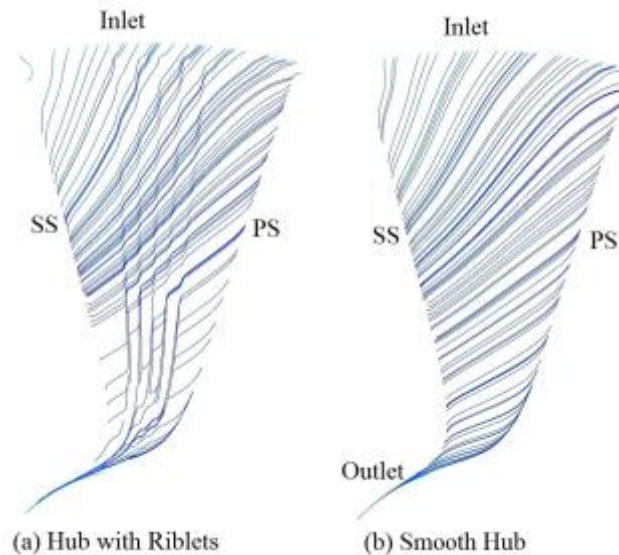 Inlet
Inlet
SS
PS
SS
PS
Outlet
(a) Hub with Riblets
(b) Smooth Hub